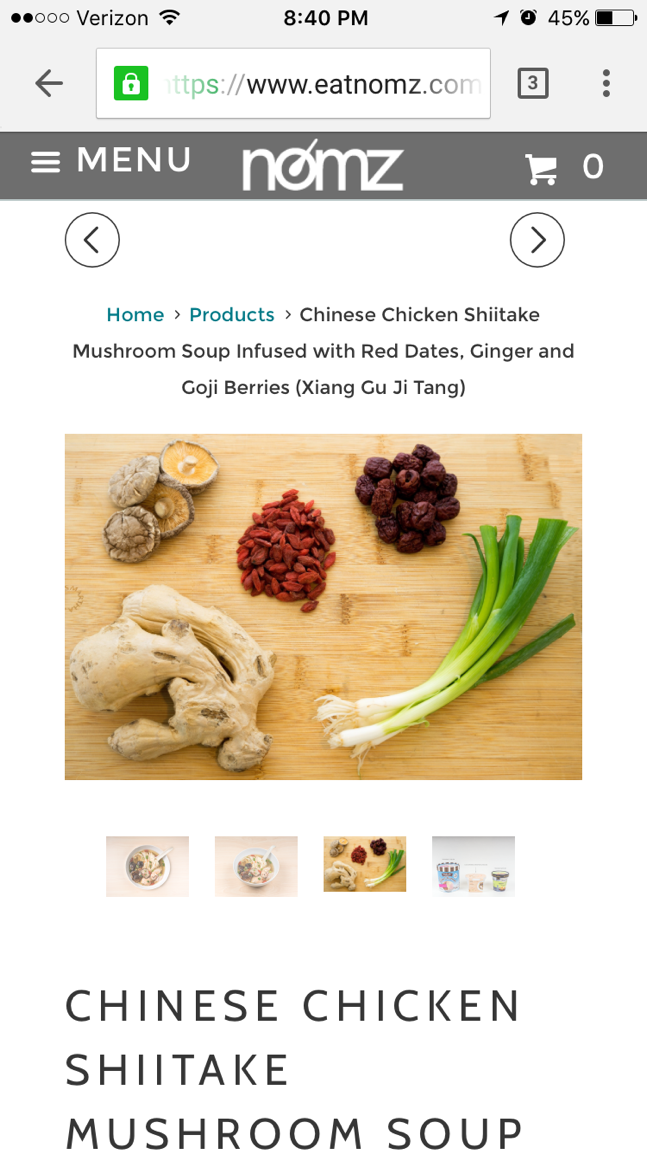 Verizon 8:40 PM 45%
https://www.eatnomz.com 3
MENU nomz 0
Home > Products > Chinese Chicken Shiitake
Mushroom Soup Infused with Red Dates, Ginger and
Goji Berries (Xiang Gu Ji Tang)
CHINESE CHICKEN
SHIITAKE
MUSHROOM SOUP